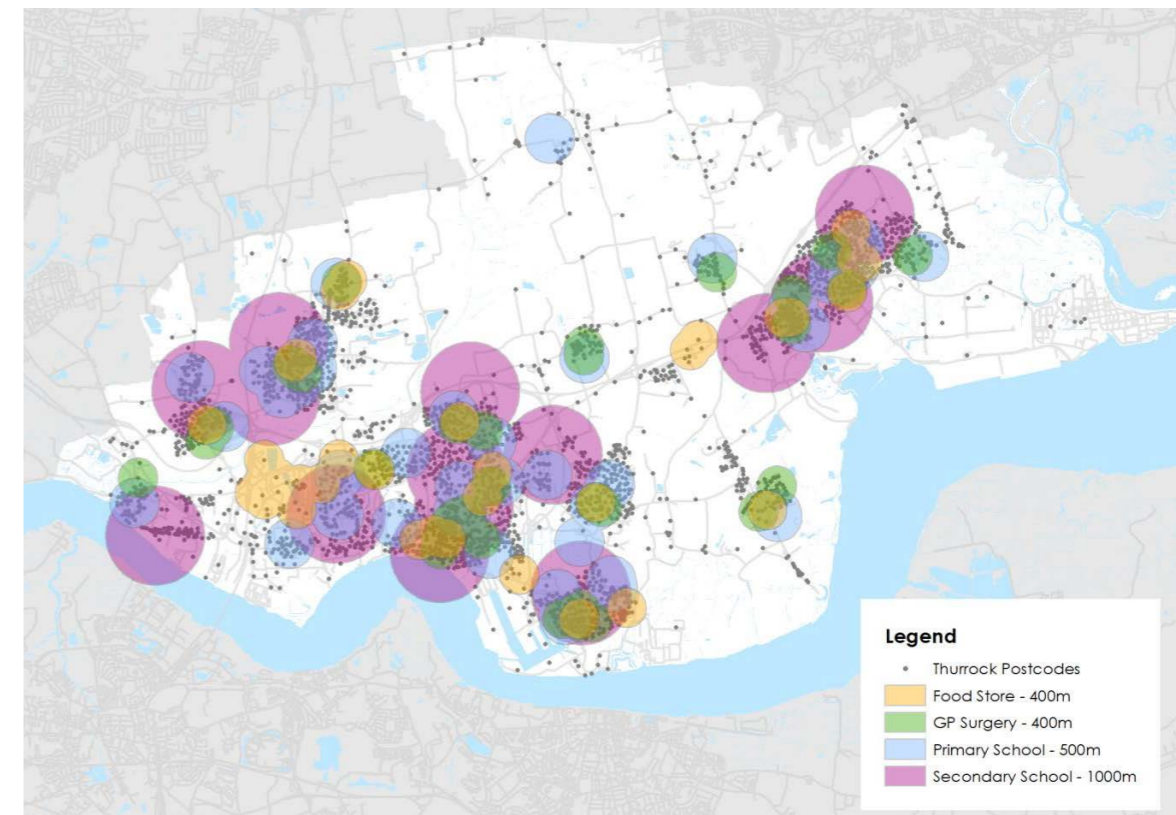 Legend
Thurrock Postcodes
Food Store - 400m
GP Surgery - 400m
Primary School - 500m
Secondary School - 1000m